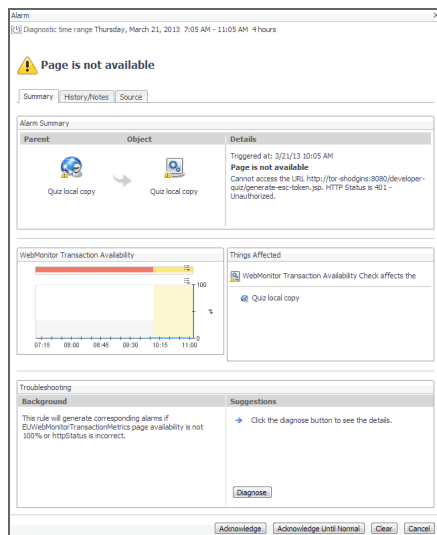 Alarm
Diagnostic time range Thursday, March 21, 2013 7:05 AM - 11:05 AM 4 hours
Page is not available
Summary History/Notes Source
Alarm Summary
Parent Object Details
Quiz local copy
Quiz local copy
Triggered at: 3/21/13 10:05 AM
Page is not available
Cannot access the URL http://tor-shodgins:8080/developer-
quiz/generate-esc-token.jsp. HTTP Status is 401 -
Unauthorized.
WebMonitor Transaction Availability
100
%
0
07:15 08:00 08:45 09:30 10:15 11:00
Things Affected
WebMonitor Transaction Availability Check affects the
Quiz local copy
Troubleshooting
Background Suggestions
This rule will generate corresponding alarms if
EUWebMonitorTransactionMetrics page availability is not
100% or httpStatus is incorrect.
Click the diagnose button to see the details.
Diagnose
Acknowledge Acknowledge Until Normal Clear Cancel